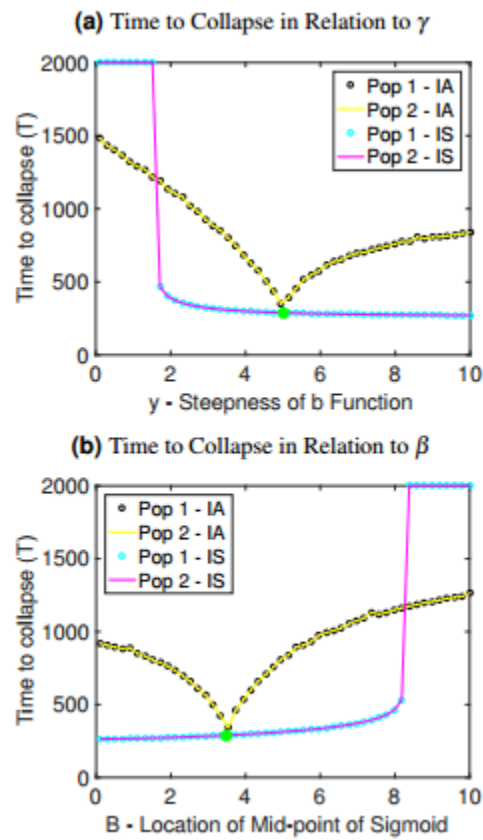 (a) Time to Collapse in Relation to γ
2000
1500
1000
500
0
Time to collapse (T)
Pop 1 - IA
Pop 2 - IA
Pop 1 - IS
Pop 2 - IS
0 2 4 6 8 10
y - Steepness of b Function
(b) Time to Collapse in Relation to β
2000
1500
1000
500
0
Time to collapse (T)
Pop 1 - IA
Pop 2 - IA
Pop 1 - IS
Pop 2 - IS
0 2 4 6 8 10
B - Location of Mid-point of Sigmoid